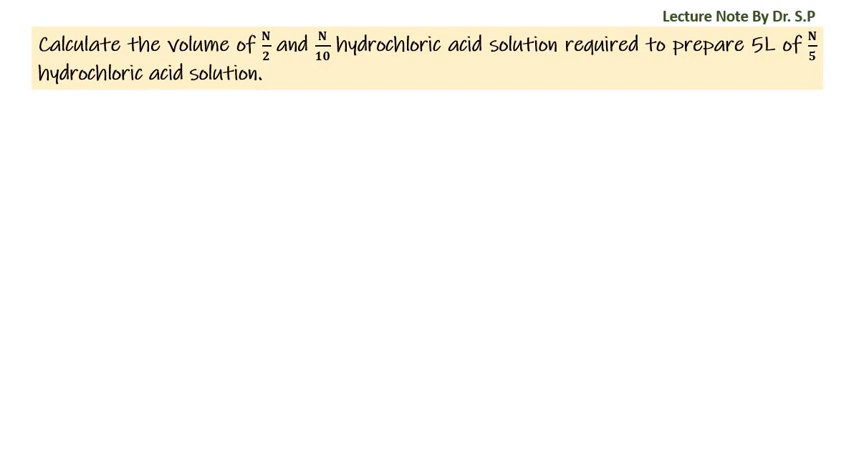 Lecture Note By Dr. S.P
Calculate the volume of N/2 and N/10 hydrochloric acid solution required to prepare 5L of N/5
hydrochloric acid solution.